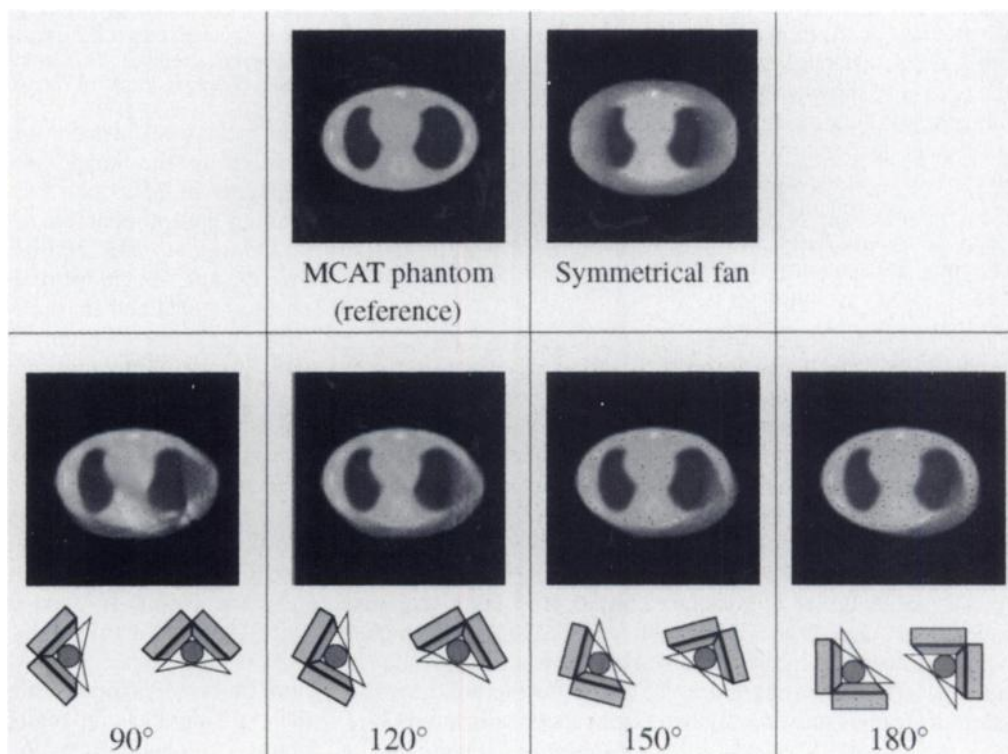 MCAT phantom
(reference)
Symmetrical fan
90°
120°
150°
180°